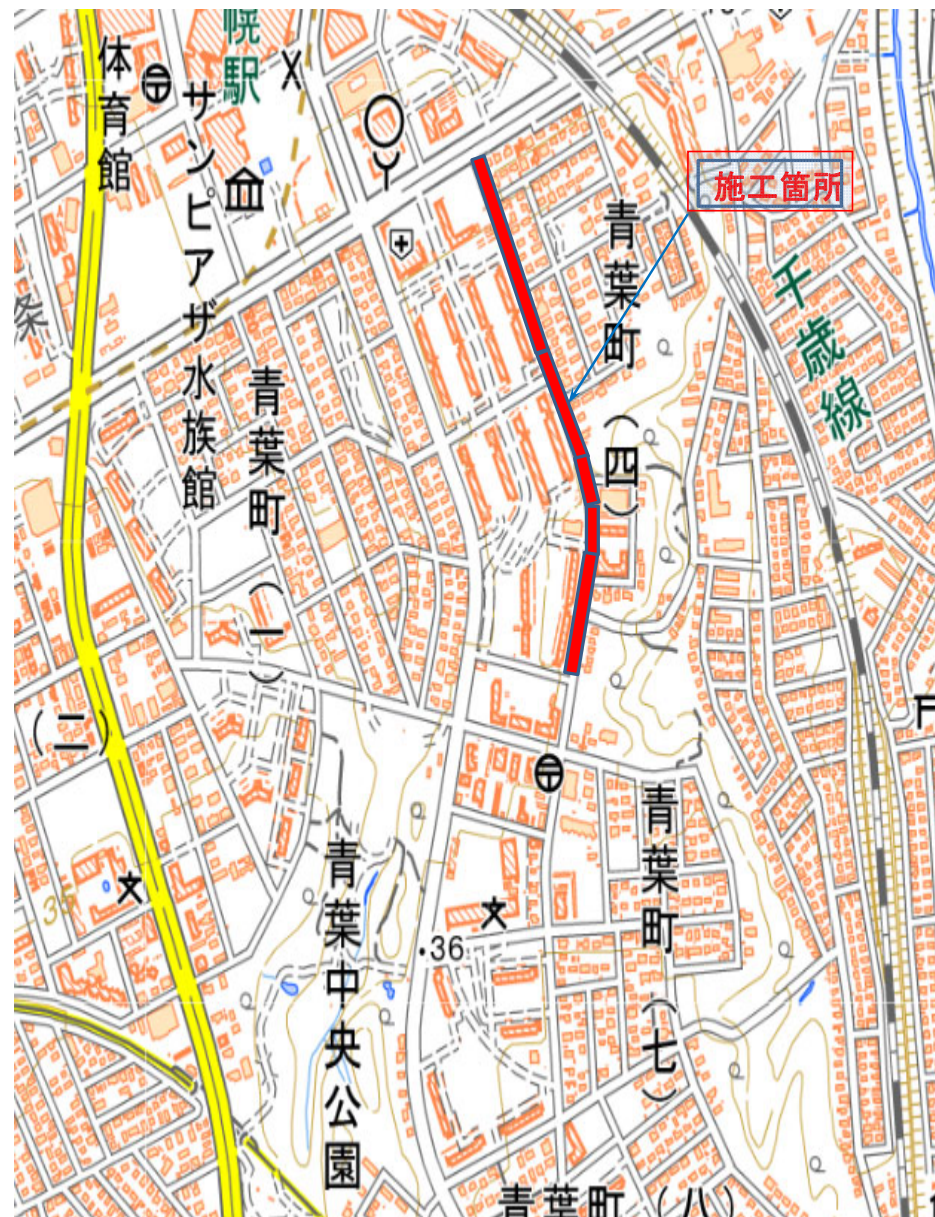 幌駅
体育館
サンピアザ水族館
条
施工箇所
青葉町(四)
千歳線
青葉町(一)
(二)
青葉町(七)
青葉中央公園
35
・36
青葉町(八)